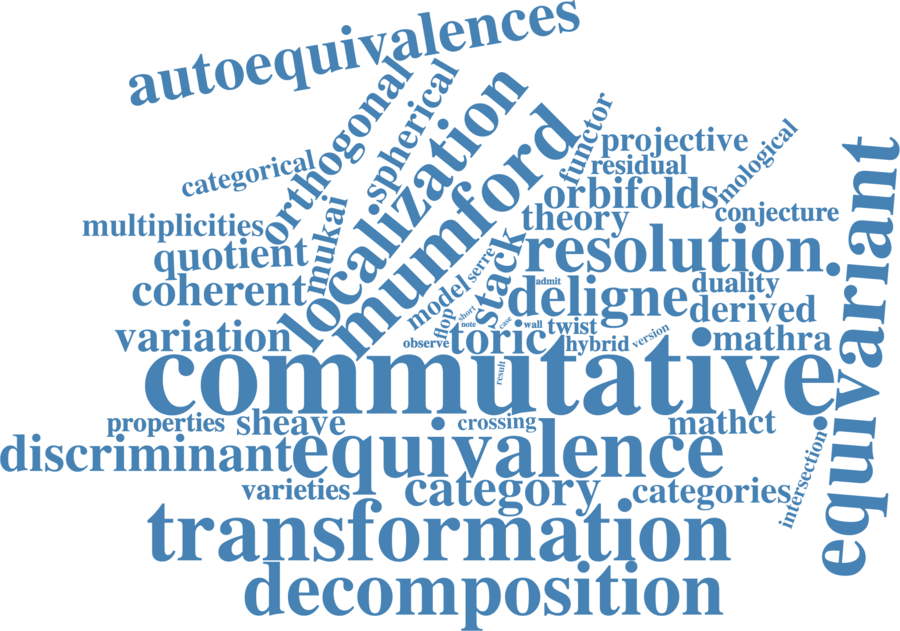 autoequivalences
orthogonal
spherical
localization
mumford
functor
projective
residual
mological
categorical
orbifolds
multiplicities
mukai
theory
conjecture
equivariant
quotient
serre
stack
resolution
coherent
model
admit
deligne
duality
derived
variation
flop
short
note
case
wall
twist
observe
toric
hybrid
version
mathra
commutative
result
properties
sheave
crossing
mathct
discriminant
equivalence
intersection
varieties
category
categories
transformation
decomposition